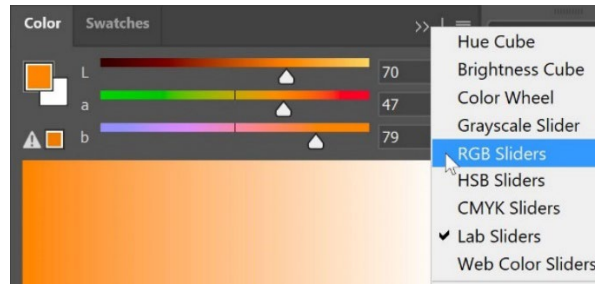 Color Swatches >>
L 70
a 47
b 79
Hue Cube
Brightness Cube
Color Wheel
Grayscale Slider
RGB Sliders
HSB Sliders
CMYK Sliders
✔ Lab Sliders
Web Color Sliders